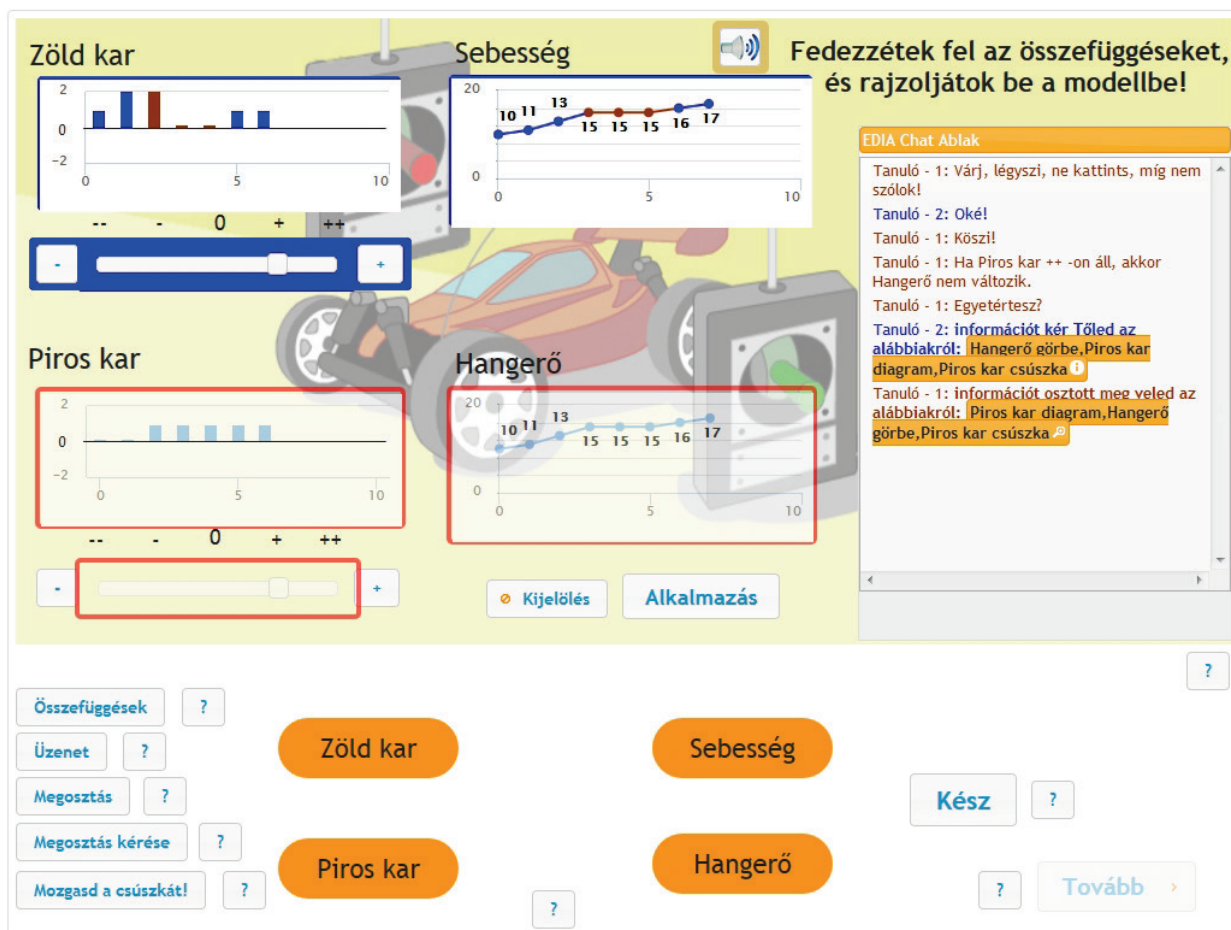 Zöld kar
2
0
-2
0 5 10
-- - 0 + ++
- +
Sebesség
20
10 11 13 15 15 15 16 17
0
0 5 10
Fedezzétek fel az összefüggéseket,
és rajzoljátok be a modellbe!
Piros kar
2
0
-2
0 5 10
-- - 0 + ++
- +
Hangerő
20
10 11 13 15 15 15 16 17
0
0 5 10
Kijelölés
Alkalmazás
EDIA Chat Ablak
Tanuló - 1: Várj, légyszi, ne kattints, míg nem
szólok!
Tanuló - 2: Oké!
Tanuló - 1: Köszi!
Tanuló - 1: Ha Piros kar ++ -on áll, akkor
Hangerő nem változik.
Tanuló - 1: Egyetértesz?
Tanuló - 2: információt kér Tőled az
alábbiakról: Hangerő görbe,Piros kar
diagram,Piros kar csúszka
Tanuló - 1: információt osztott meg veled az
alábbiakról: Piros kar diagram,Hangerő
görbe,Piros kar csúszka
?
Összefüggések ?
Üzenet ?
Megosztás ?
Megosztás kérése ?
Mozgasd a csúszkát! ?
Zöld kar
Sebesség
Piros kar
Hangerő
?
Kész ?
? Tovább ›